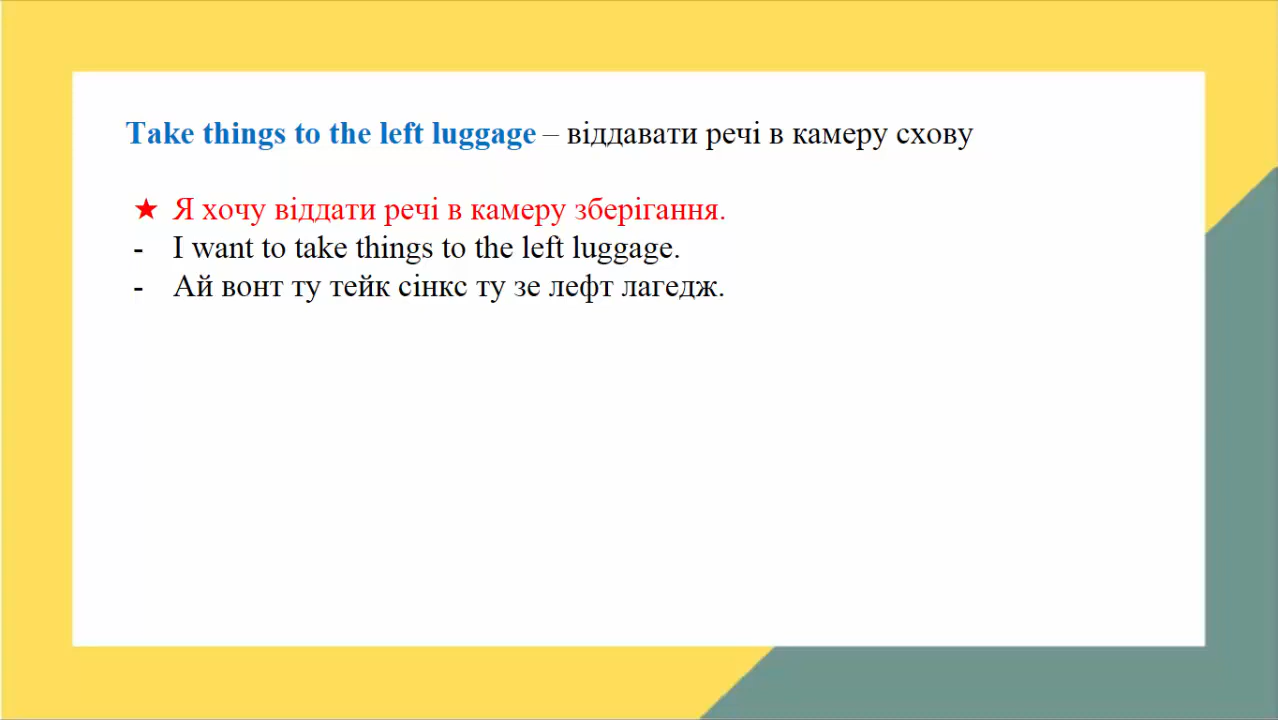 Take things to the left luggage – віддавати речі в камеру схову
★ Я хочу віддати речі в камеру зберігання.
- I want to take things to the left luggage.
- Ай вонт ту тейк сінкс ту зе лефт лагедж.